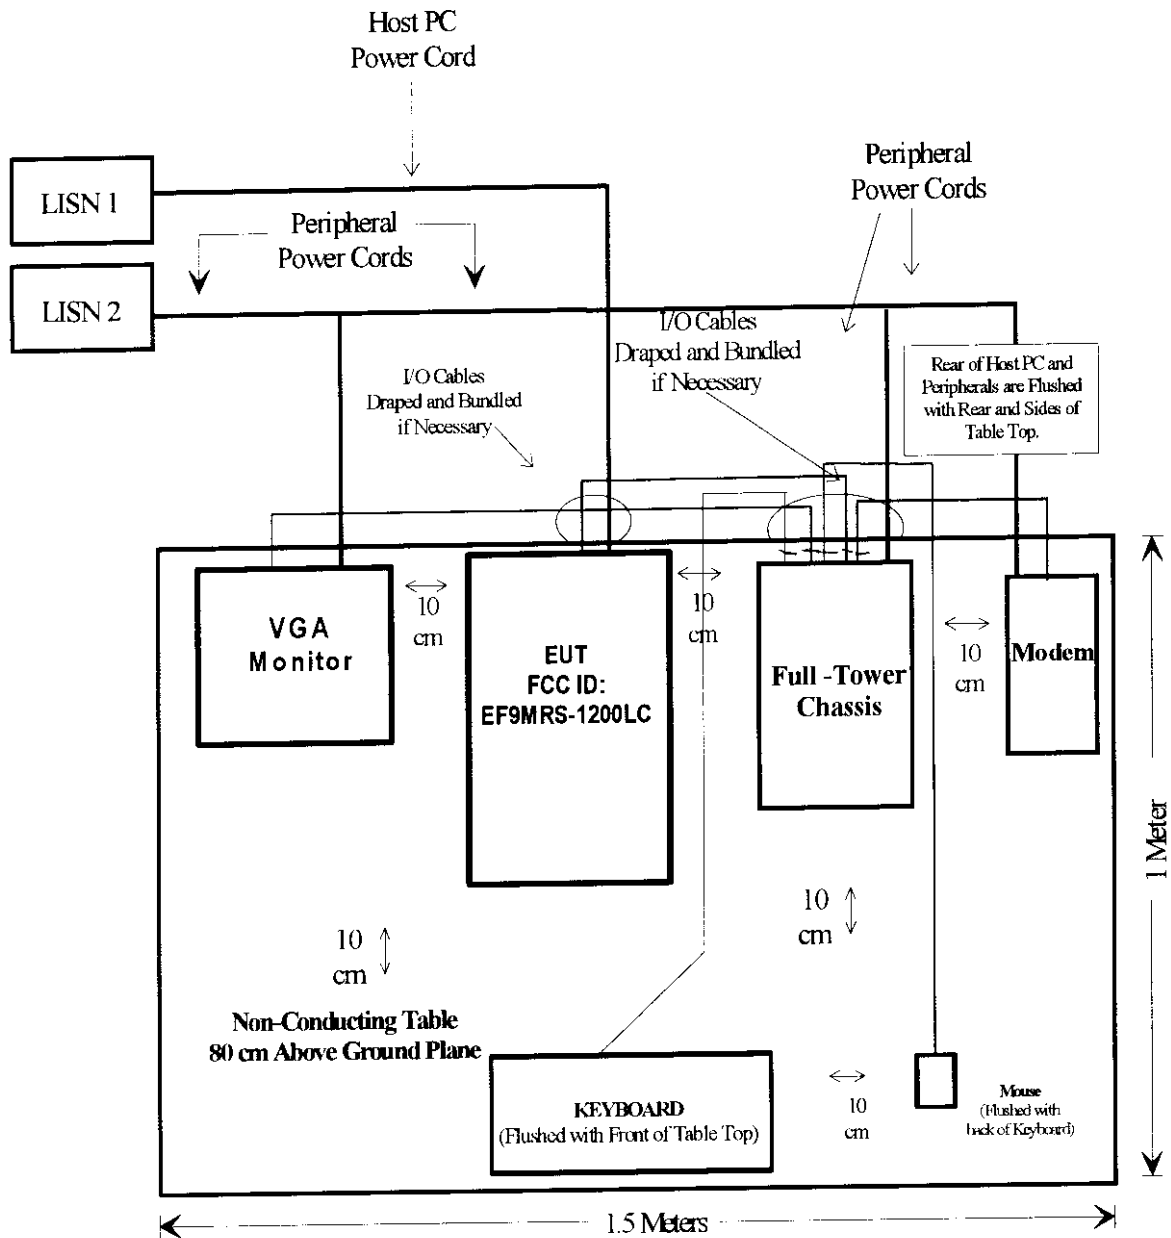 Host PC
Power Cord
Peripheral
Power Cords
LISN 1
Peripheral
Power Cords
LISN 2
I/O Cables
Draped and Bundled
if Necessary
Rear of Host PC and
Peripherals are Flushed
with Rear and Sides of
Table Top.
I/O Cables
Draped and Bundled
if Necessary
10
cm
10
cm
VGA
Monitor
EUT
FCC ID:
EF9MRS-1200LC
Full -Tower
Chassis
10
cm
Modem
1 Meter
10
cm
10
cm
Non-Conducting Table
80 cm Above Ground Plane
KEYBOARD
(Flushed with Front of Table Top)
10
cm
Mouse
(Flushed with
back of Keyboard)
1.5 Meters